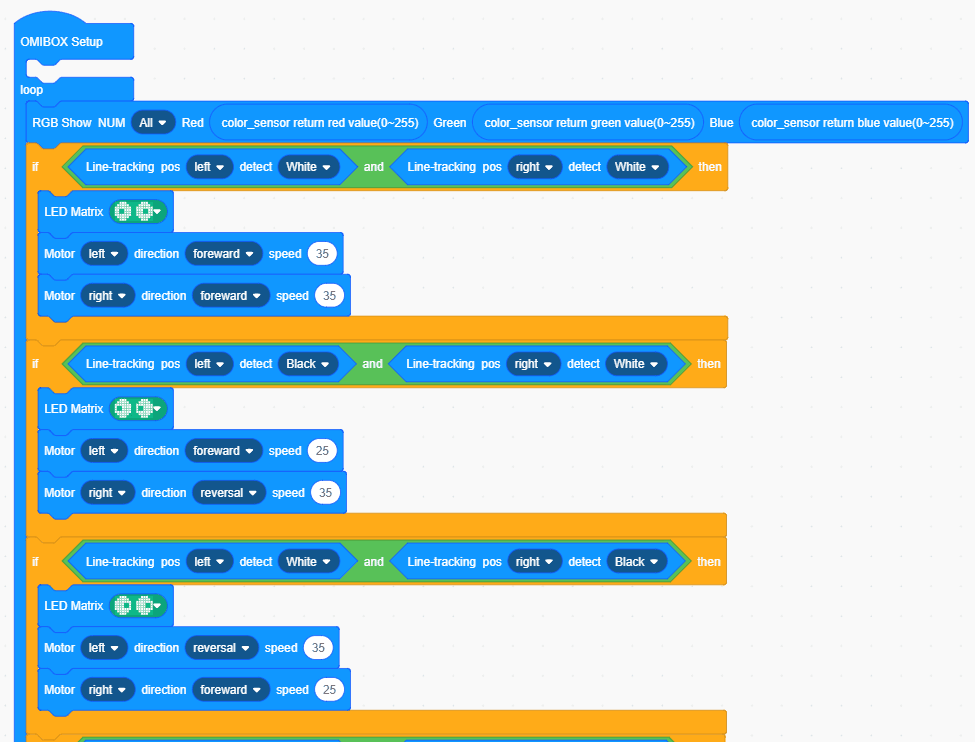 OMIBOX Setup
loop
RGB Show NUM All Red color_sensor return red value(0~255) Green color_sensor return green value(0~255) Blue color_sensor return blue value(0~255)
if Line-tracking pos left detect White and Line-tracking pos right detect White then
LED Matrix
Motor left direction foreward speed 35
Motor right direction foreward speed 35
if Line-tracking pos left detect Black and Line-tracking pos right detect White then
LED Matrix
Motor left direction foreward speed 25
Motor right direction reversal speed 35
if Line-tracking pos left detect White and Line-tracking pos right detect Black then
LED Matrix
Motor left direction reversal speed 35
Motor right direction foreward speed 25